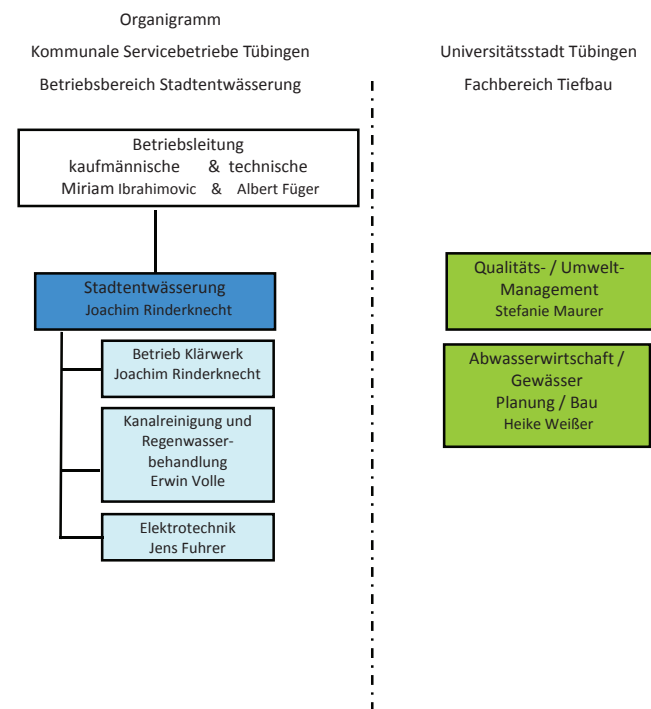 Organigramm
Kommunale Servicebetriebe Tübingen
Betriebsbereich Stadtentwässerung
Betriebsleitung
kaufmännische & technische
Miriam Ibrahimovic & Albert Füger
Stadtentwässerung
Joachim Rinderknecht
Betrieb Klärwerk
Joachim Rinderknecht
Kanalreinigung und
Regenwasser-
behandlung
Erwin Volle
Elektrotechnik
Jens Fuhrer
Universitätsstadt Tübingen
Fachbereich Tiefbau
Qualitäts- / Umwelt-
Management
Stefanie Maurer
Abwasserwirtschaft /
Gewässer
Planung / Bau
Heike Weißer